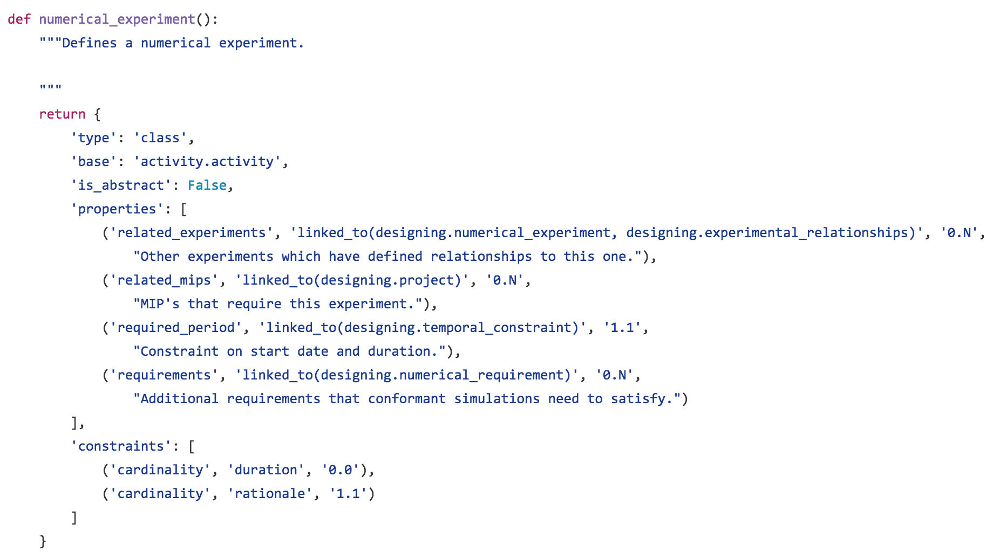 def numerical_experiment():
    """Defines a numerical experiment.
    """
    return {
        'type': 'class',
        'base': 'activity.activity',
        'is_abstract': False,
        'properties': [
            ('related_experiments', 'linked_to(designing.numerical_experiment, designing.experimental_relationships)', '0.N',
                "Other experiments which have defined relationships to this one."),
            ('related_mips', 'linked_to(designing.project)', '0.N',
                "MIP's that require this experiment."),
            ('required_period', 'linked_to(designing.temporal_constraint)', '1.1',
                "Constraint on start date and duration."),
            ('requirements', 'linked_to(designing.numerical_requirement)', '0.N',
                "Additional requirements that conformant simulations need to satisfy.")
        ],
        'constraints': [
            ('cardinality', 'duration', '0.0'),
            ('cardinality', 'rationale', '1.1')
        ]
    }